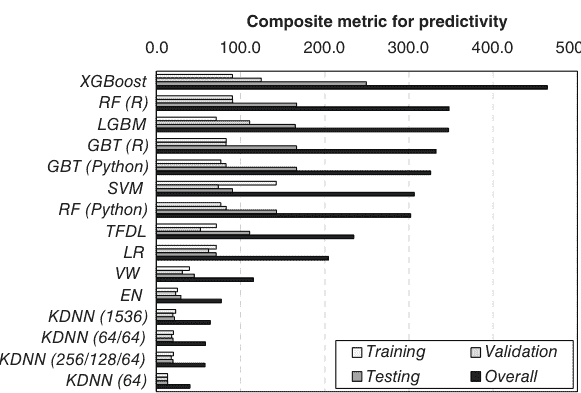 Composite metric for predictivity
0.0 100.0 200.0 300.0 400.0 500
XGBoost
RF (R)
LGBM
GBT (R)
GBT (Python)
SVM
RF (Python)
TFDL
LR
VW
EN
KDNN (1536)
KDNN (64/64)
KDNN (256/128/64)
KDNN (64)
Training Validation
Testing Overall